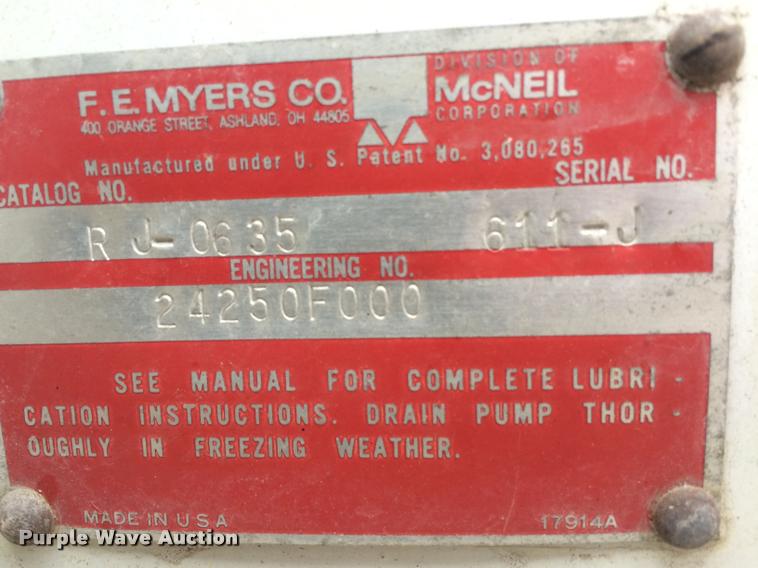 F. E. MYERS CO.
400 ORANGE STREET, ASHLAND, OH 44805
DIVISION OF
McNEIL
CORPORATION
Manufactured under U. S. Patent No. 3,080,265
CATALOG NO.
SERIAL NO.
RJ-0635 611-J
ENGINEERING NO.
24250F000
SEE MANUAL FOR COMPLETE LUBRI -
CATION INSTRUCTIONS. DRAIN PUMP THOR -
OUGHLY IN FREEZING WEATHER.
MADE IN U S A 17914A
Purple Wave Auction